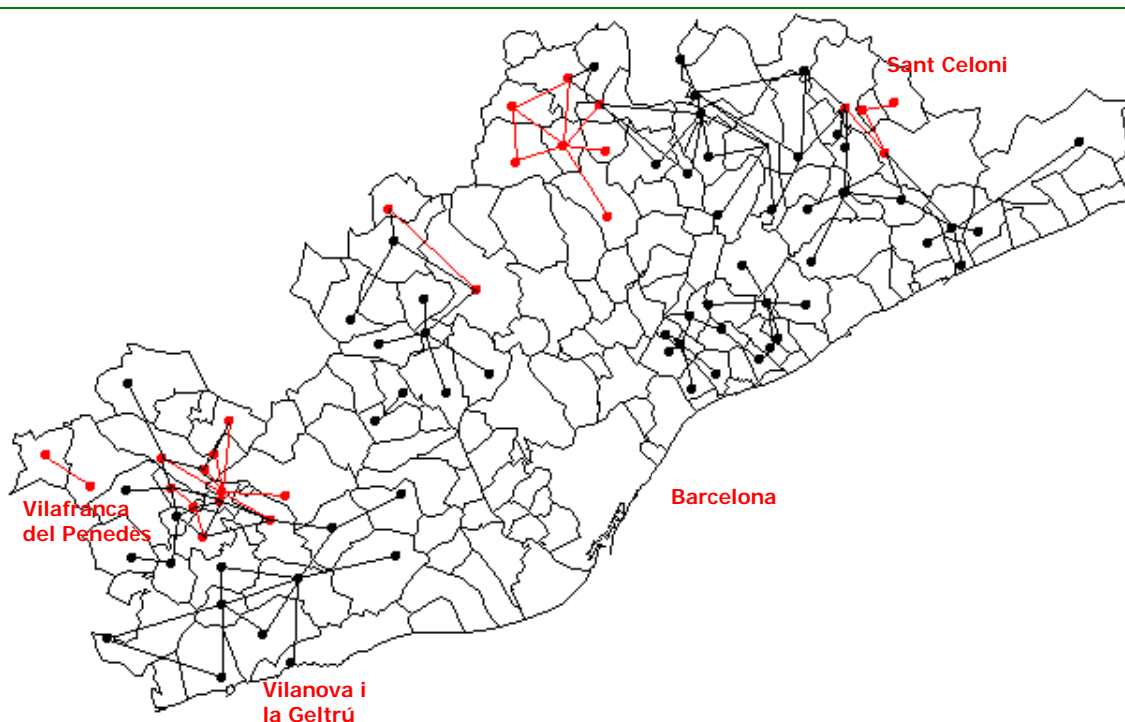 Sant Celoni
Barcelona
Vilafranca
del Penedès
Vilanova i
la Geltrú